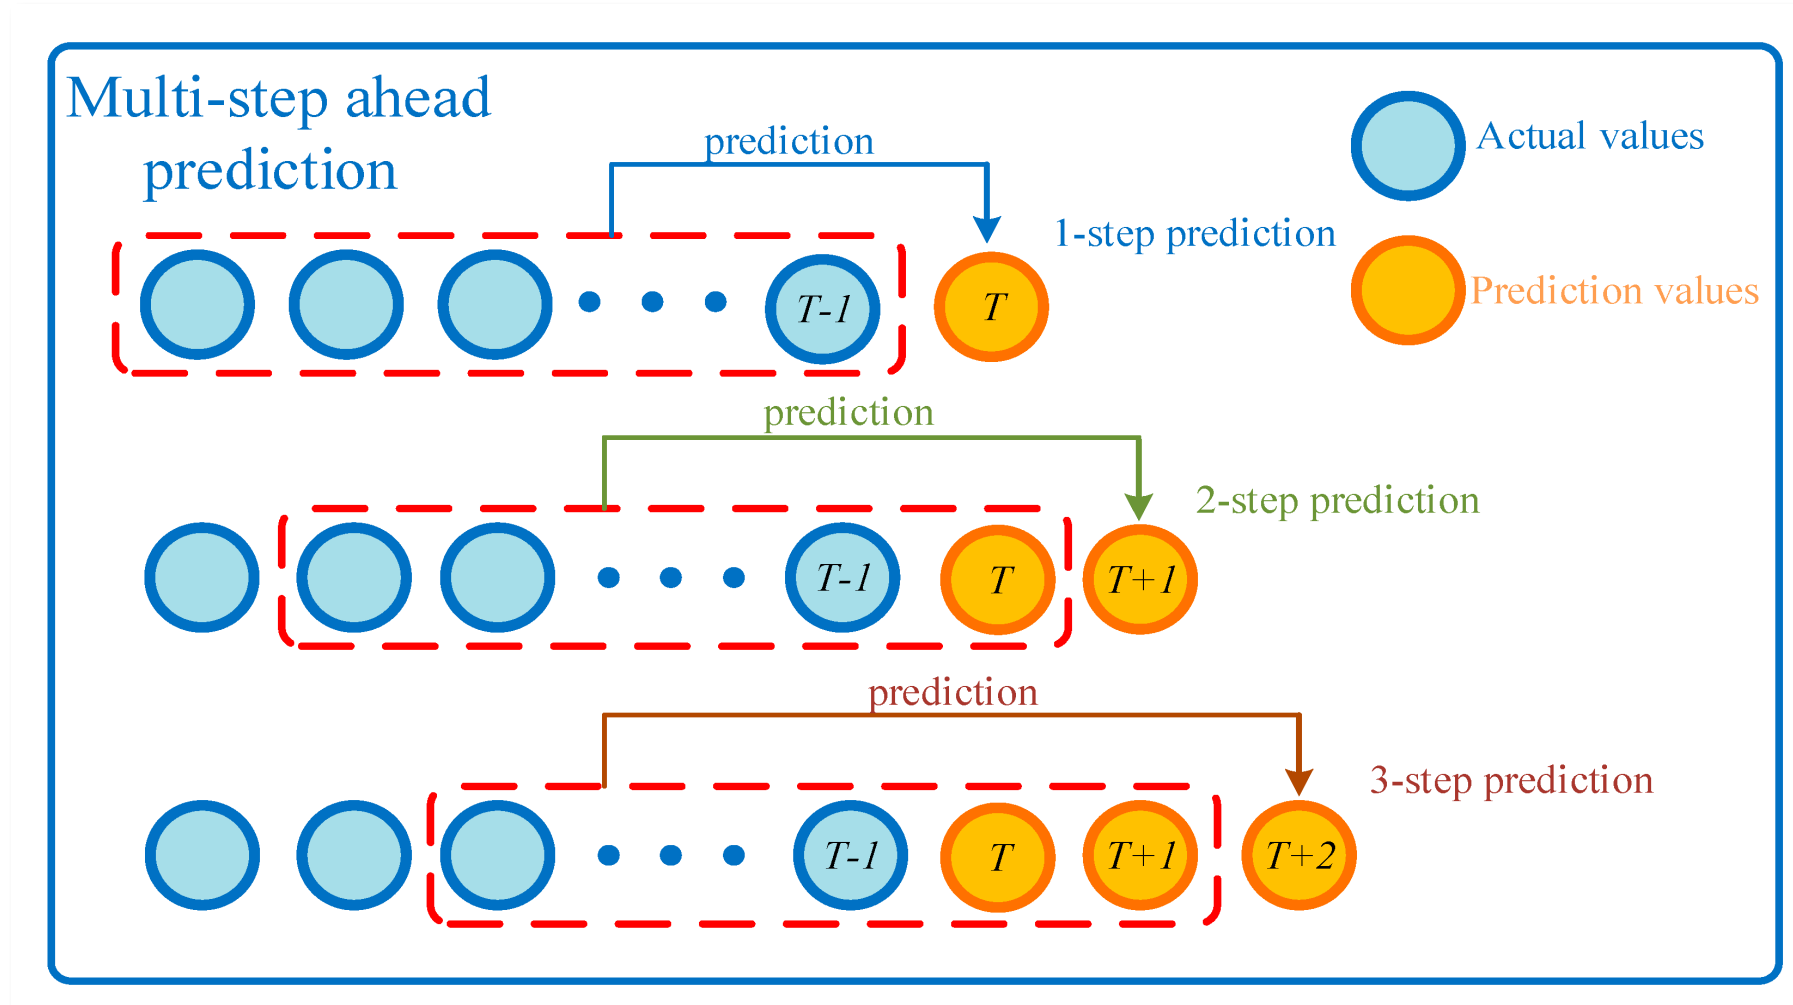 Multi-step ahead
prediction
prediction
Actual values
1-step prediction
Prediction values
T-1
T
prediction
2-step prediction
T-1
T
T+1
prediction
3-step prediction
T-1
T
T+1
T+2